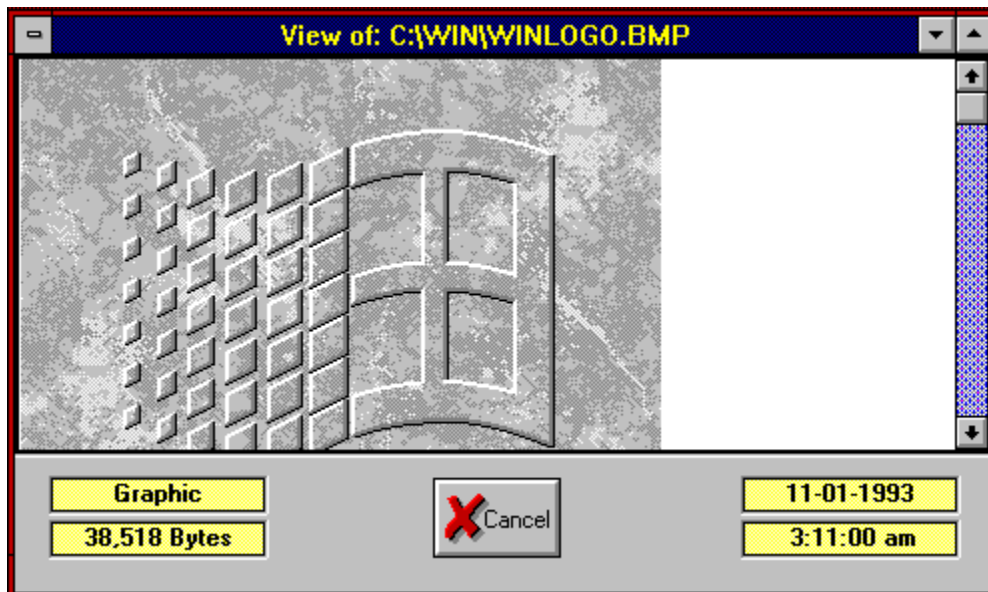 View of: C:\WIN\WINLOGO.BMP
Graphic
38,518 Bytes
Cancel
11-01-1993
3:11:00 am